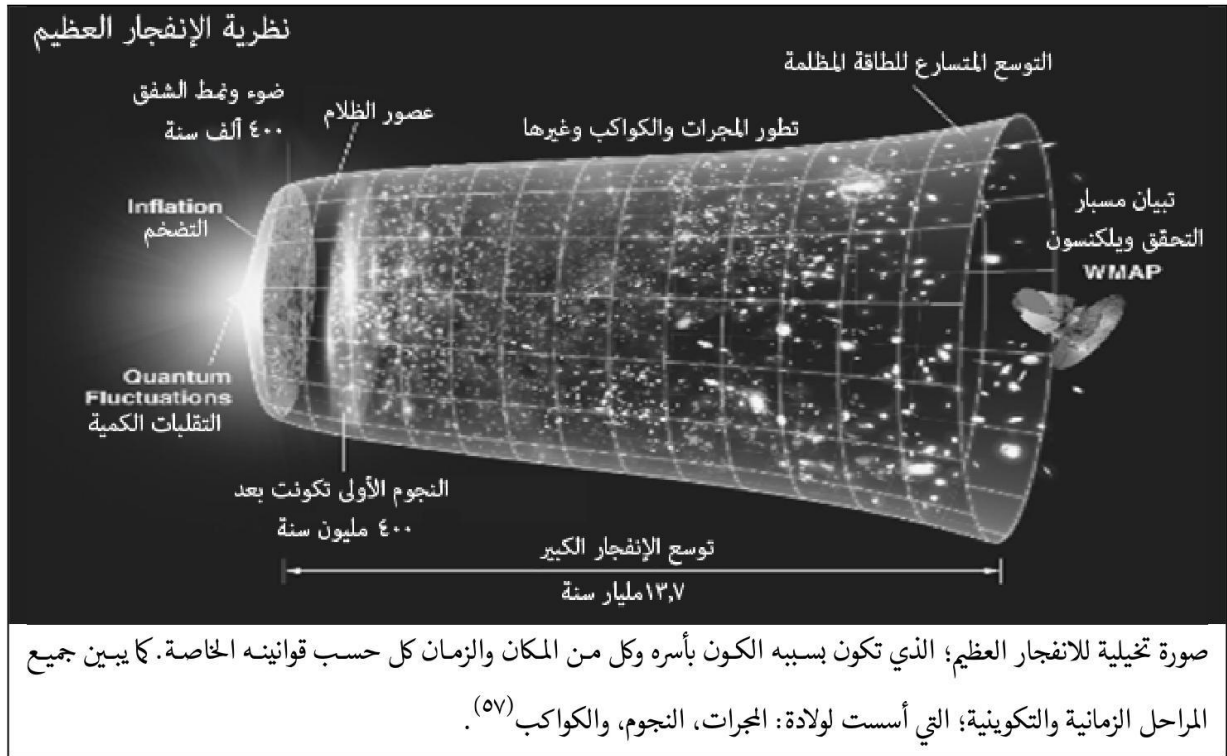 نظرية الإنفجار العظيم
التوسع المتسارع للطاقة المظلمة
ضوء ونمط الشفق
٤٠٠ ألف سنة
عصور الظلام
تطور المجرات والكواكب وغيرها
Inflation
التضخم
تبيان مسبار
التحقق ويلكنسون
WMAP
Quantum
Fluctuations
التقلبات الكمية
النجوم الأولى تكونت بعد
٤٠٠ مليون سنة
توسع الإنفجار الكبير
١٣,٧مليار سنة
صورة تخيلية للانفجار العظيم؛ الذي تكون بسببه الكون بأسره وكل من المكان والزمان كل حسب قوانينه الخاصة. كما يبين جميع
المراحل الزمانية والتكوينية؛ التي أسست لولادة: المجرات، النجوم، والكواكب(٥٧).